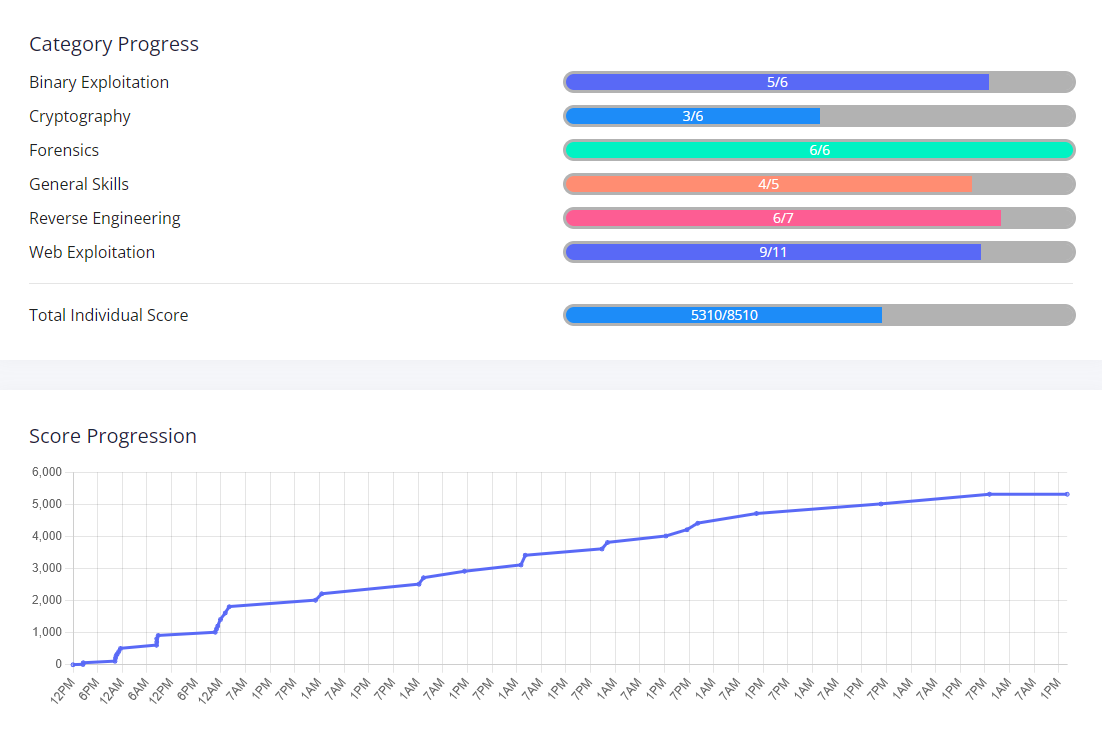 Category Progress
Binary Exploitation 5/6
Cryptography 3/6
Forensics 6/6
General Skills 4/5
Reverse Engineering 6/7
Web Exploitation 9/11
Total Individual Score 5310/8510
Score Progression
6,000
5,000
4,000
3,000
2,000
1,000
0
12PM 6PM 12AM 6AM 12PM 6PM 12AM 7AM 1PM 7PM 1AM 7AM 1PM 7PM 1AM 7AM 1PM 7PM 1AM 7AM 1PM 7PM 1AM 7AM 1PM 7PM 1AM 7AM 1PM 7PM 1AM 7AM 1PM 7PM 1AM 7AM 1PM 7PM 1AM 7AM 1PM